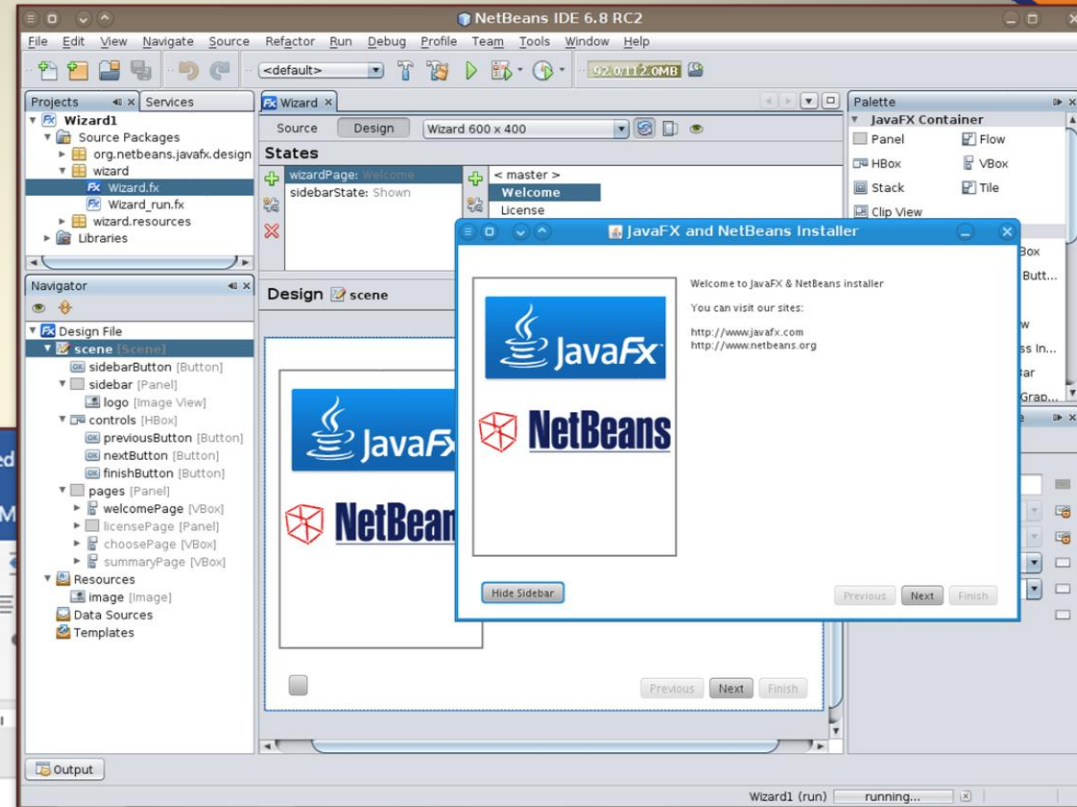 NetBeans IDE 6.8 RC2
File Edit View Navigate Source Refactor Run Debug Profile Team Tools Window Help
<default>
92.0/112.0MB
Projects Services
Wizard1
Source Packages
org.netbeans.javafx.design
wizard
Wizard.fx
Wizard_run.fx
wizard.resources
Libraries
Navigator
Design File
scene [Scene]
sidebarButton [Button]
sidebar [Panel]
logo [Image View]
controls [HBox]
previousButton [Button]
nextButton [Button]
finishButton [Button]
pages [Panel]
welcomePage [VBox]
licensePage [Panel]
choosePage [VBox]
summaryPage [VBox]
Resources
image [Image]
Data Sources
Templates
Wizard
Source Design Wizard 600 x 400
States
wizardPage: Welcome
sidebarState: Shown
< master >
Welcome
License
Design scene
JavaFX
NetBean
Previous Next Finish
JavaFX and NetBeans Installer
JavaFX
NetBeans
Welcome to JavaFX & NetBeans installer
You can visit our sites:
http://www.javafx.com
http://www.netbeans.org
Hide Sidebar
Previous Next Finish
Palette
JavaFX Container
Panel Flow
HBox VBox
Stack Tile
Clip View
Box
Butt...
ss In...
Grap...
Output
Wizard1 (run) running...